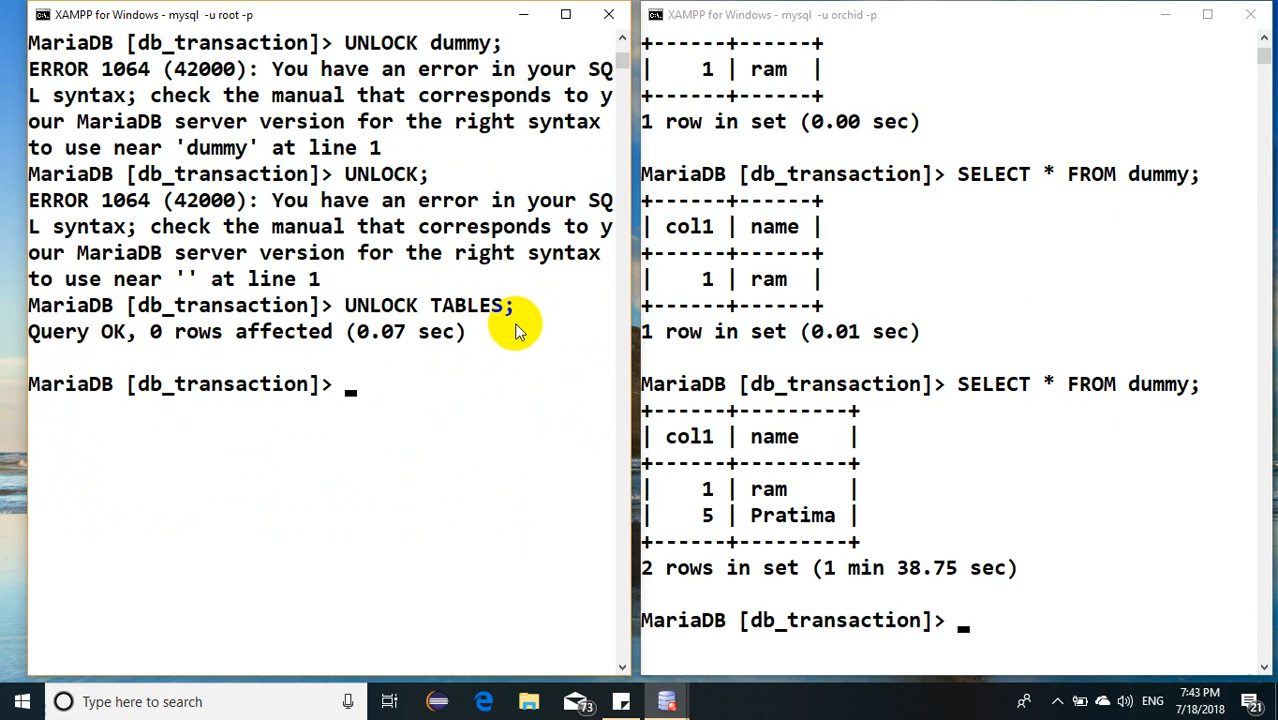 XAMPP for Windows - mysql -u root -p
MariaDB [db_transaction]> UNLOCK dummy;
ERROR 1064 (42000): You have an error in your SQ
L syntax; check the manual that corresponds to y
our MariaDB server version for the right syntax
to use near 'dummy' at line 1
MariaDB [db_transaction]> UNLOCK;
ERROR 1064 (42000): You have an error in your SQ
L syntax; check the manual that corresponds to y
our MariaDB server version for the right syntax
to use near '' at line 1
MariaDB [db_transaction]> UNLOCK TABLES;
Query OK, 0 rows affected (0.07 sec)
MariaDB [db_transaction]> _
XAMPP for Windows - mysql -u orchid -p
+------+------+
|    1 | ram  |
+------+------+
1 row in set (0.00 sec)
MariaDB [db_transaction]> SELECT * FROM dummy;
+------+------+
| col1 | name |
+------+------+
|    1 | ram  |
+------+------+
1 row in set (0.01 sec)
MariaDB [db_transaction]> SELECT * FROM dummy;
+------+---------+
| col1 | name    |
+------+---------+
|    1 | ram     |
|    5 | Pratima |
+------+---------+
2 rows in set (1 min 38.75 sec)
MariaDB [db_transaction]> _
Type here to search
73
ENG
7:43 PM
7/18/2018
21